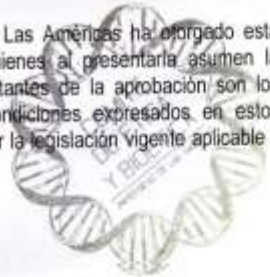 Las Américas ha otorgado esta
quienes al presentarla asumen l
tantes de la aprobación son lo
ondiciones expresados en esto
r la legislación vigente aplicable